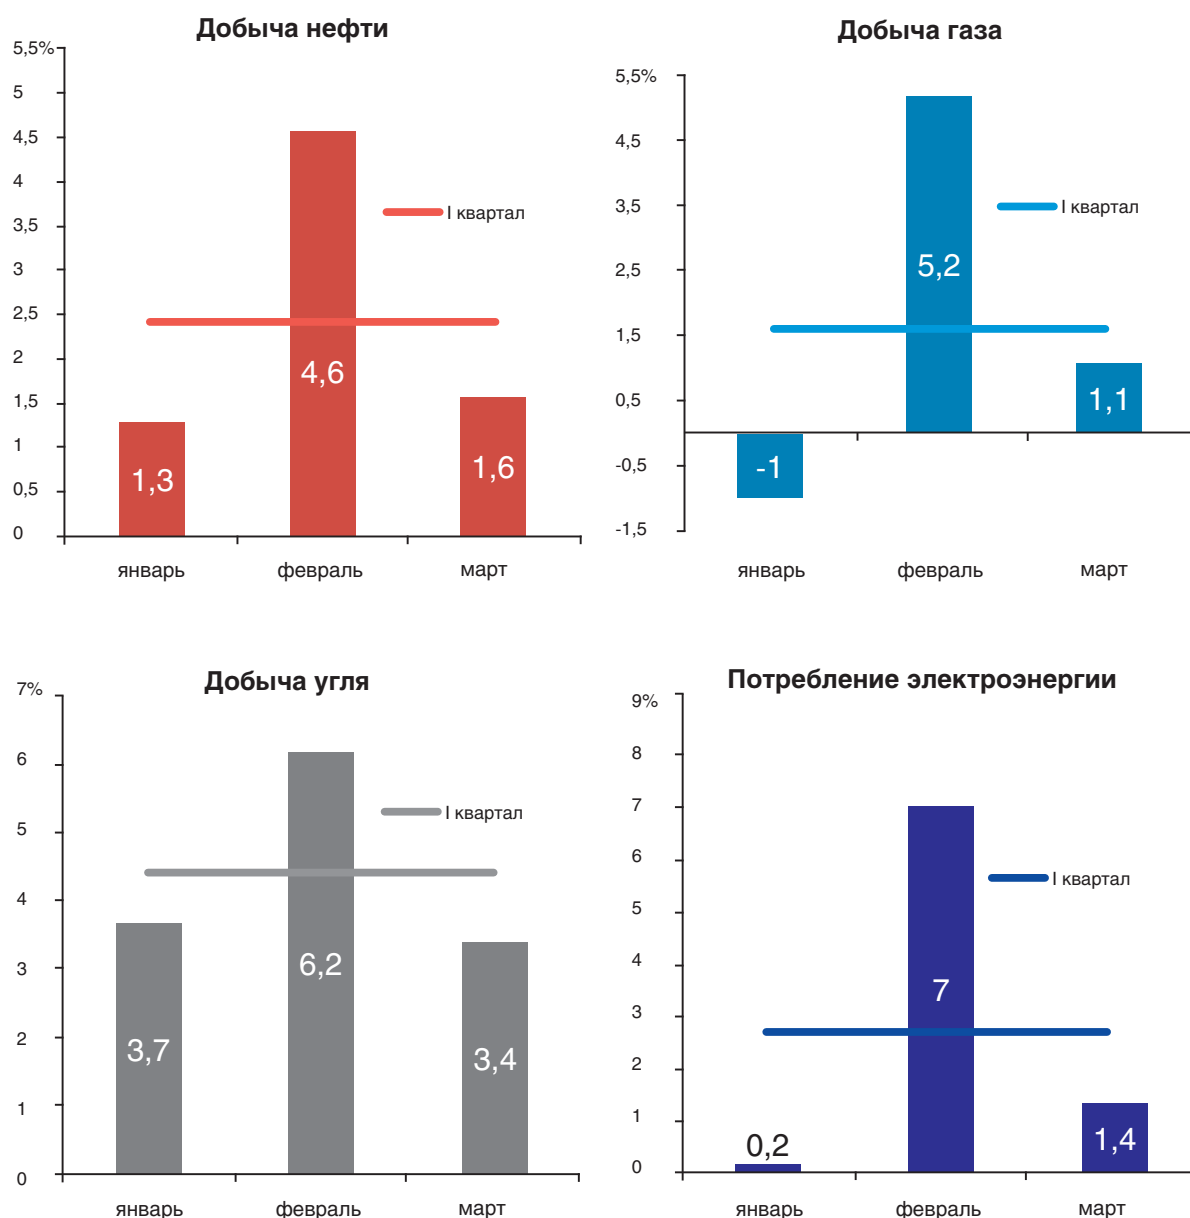 Добыча нефти
5,5%
5
4,5
4
3,5
3
2,5
2
1,5
1
0,5
0
I квартал
1,3
4,6
1,6
январь
февраль
март
Добыча газа
5,5%
4,5
3,5
2,5
1,5
0,5
-0,5
-1,5
I квартал
-1
5,2
1,1
январь
февраль
март
Добыча угля
7%
6
5
4
3
2
1
0
I квартал
3,7
6,2
3,4
январь
февраль
март
Потребление электроэнергии
9%
8
7
6
5
4
3
2
1
0
I квартал
0,2
7
1,4
январь
февраль
март